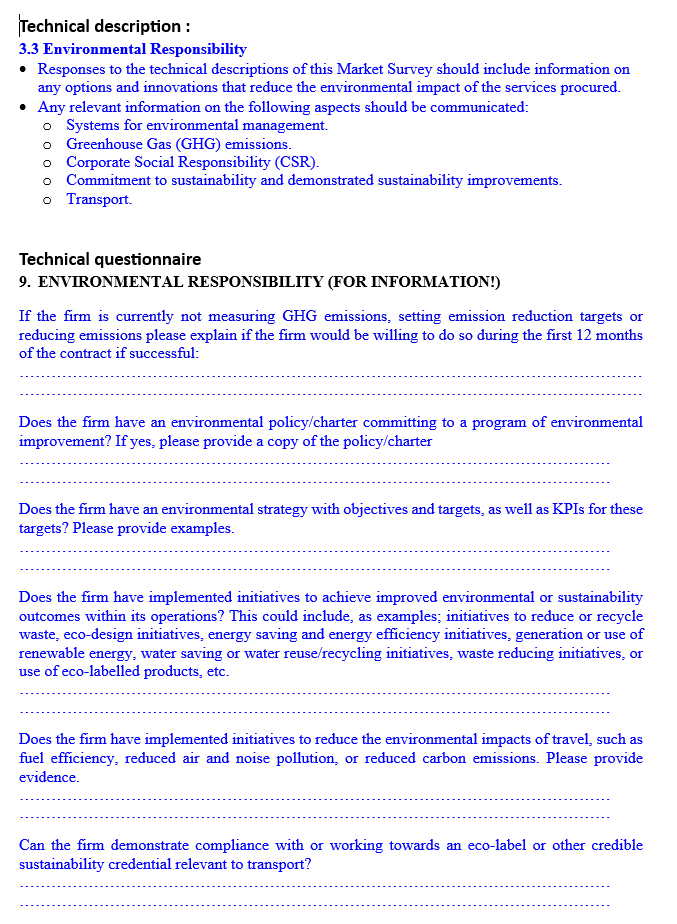 Technical description :
3.3 Environmental Responsibility
• Responses to the technical descriptions of this Market Survey should include information on
any options and innovations that reduce the environmental impact of the services procured.
• Any relevant information on the following aspects should be communicated:
o Systems for environmental management.
o Greenhouse Gas (GHG) emissions.
o Corporate Social Responsibility (CSR).
o Commitment to sustainability and demonstrated sustainability improvements.
o Transport.
Technical questionnaire
9. ENVIRONMENTAL RESPONSIBILITY (FOR INFORMATION!)
If the firm is currently not measuring GHG emissions, setting emission reduction targets or
reducing emissions please explain if the firm would be willing to do so during the first 12 months
of the contract if successful:
Does the firm have an environmental policy/charter committing to a program of environmental
improvement? If yes, please provide a copy of the policy/charter
Does the firm have an environmental strategy with objectives and targets, as well as KPIs for these
targets? Please provide examples.
Does the firm have implemented initiatives to achieve improved environmental or sustainability
outcomes within its operations? This could include, as examples; initiatives to reduce or recycle
waste, eco-design initiatives, energy saving and energy efficiency initiatives, generation or use of
renewable energy, water saving or water reuse/recycling initiatives, waste reducing initiatives, or
use of eco-labelled products, etc.
Does the firm have implemented initiatives to reduce the environmental impacts of travel, such as
fuel efficiency, reduced air and noise pollution, or reduced carbon emissions. Please provide
evidence.
Can the firm demonstrate compliance with or working towards an eco-label or other credible
sustainability credential relevant to transport?